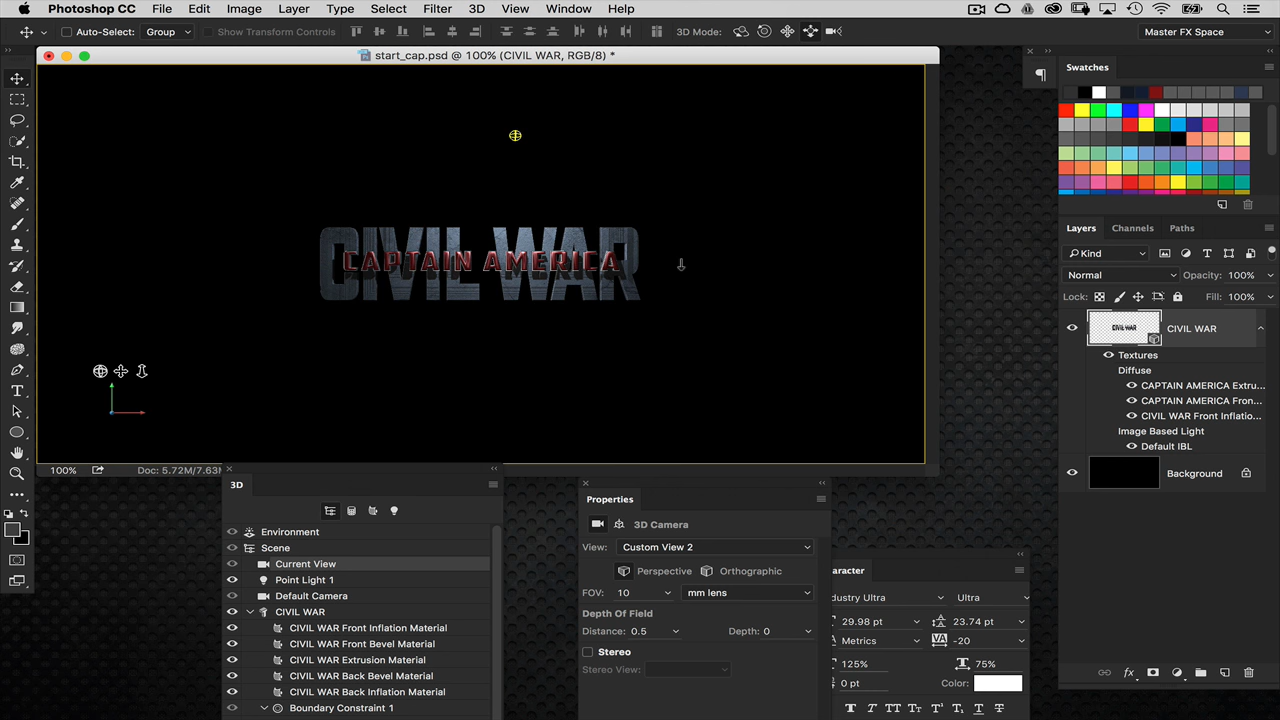 Photoshop CC File Edit Image Layer Type Select Filter 3D View Window Help
Auto-Select: Group Show Transform Controls 3D Mode: Master FX Space
start_cap.psd @ 100% (CIVIL WAR, RGB/8) *
CIVIL WAR
CAPTAIN AMERICA
100% Doc: 5.72M/7.63M
3D
Environment
Scene
Current View
Point Light 1
Default Camera
CIVIL WAR
CIVIL WAR Front Inflation Material
CIVIL WAR Front Bevel Material
CIVIL WAR Extrusion Material
CIVIL WAR Back Bevel Material
CIVIL WAR Back Inflation Material
Boundary Constraint 1
Properties
3D Camera
View: Custom View 2
Perspective Orthographic
FOV: 10 mm lens
Depth Of Field
Distance: 0.5 Depth: 0
Stereo
Stereo View:
aracter
dustry Ultra Ultra
29.98 pt 23.74 pt
Metrics -20
125% 75%
0 pt Color:
Swatches
Layers Channels Paths
Kind
Normal Opacity: 100%
Lock: Fill: 100%
CIVIL WAR
Textures
Diffuse
CAPTAIN AMERICA Extru...
CAPTAIN AMERICA Fron...
CIVIL WAR Front Inflatio...
Image Based Light
Default IBL
Background